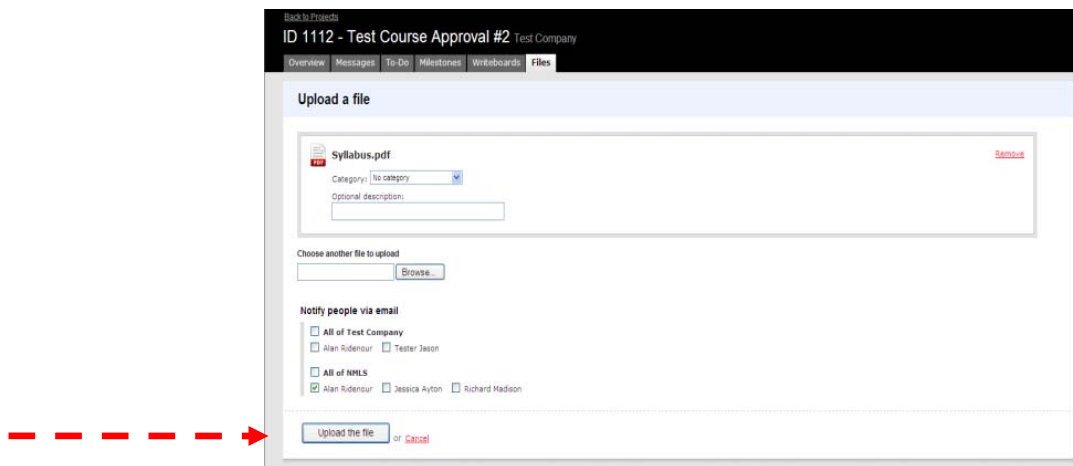 Back to Projects
ID 1112 - Test Course Approval #2 Test Company
Overview Messages To-Do Milestones Writeboards Files
Upload a file
PDF
Syllabus.pdf
Remove
Category: No category
Optional description:
Choose another file to upload
Browse...
Notify people via email
All of Test Company
Alan Ridenour Tester Jason
All of NMLS
Alan Ridenour Jessica Ayton Richard Madison
Upload the file or Cancel